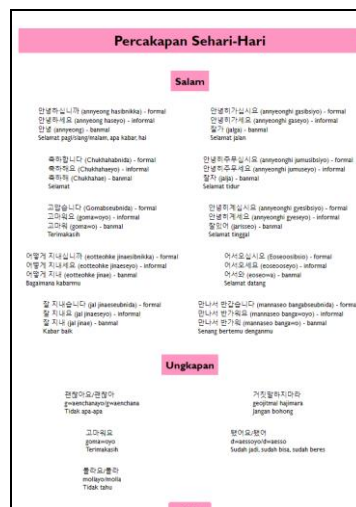 Percakapan Sehari-Hari
Salam
안녕하십니까 (annyeong hasibnikka) - formal
안녕하세요 (annyeong haseyo) - informal
안녕 (annyeong) - banmal
Selamat pagi/siang/malam, apa kabar, hai
안녕히가십시요 (annyeonghi gasibsiyo) - formal
안녕히가세요 (annyeonghi gaseyo) - informal
잘가 (jalga) - banmal
Selamat jalan
축하합니다 (Chukhahabnida) - formal
축하해요 (Chukhahaeyo) - informal
축하해 (Chukhahae) - banmal
Selamat
안녕히주무십시요 (annyeonghi jamusibsiyo) - formal
안녕히주무세요 (annyeonghi jamuseyo) - informal
잘자 (jalja) - banmal
Selamat tidur
고맙습니다 (Gomabseubnida) - formal
고마워요 (goma=oyo) - informal
고마워 (goma=o) - banmal
Terimakasih
안녕히계십시요 (annyeonghi gyesibsiyo) - formal
안녕히계세요 (annyeonghi gyeseyo) - informal
잘있어 (jarisseo) - banmal
Selamat tinggal
어떻게 지내십니까 (eotteohke jinaesibnikka) - formal
어떻게 지내세요 (eotteohke jinaeseyo) - informal
어떻게 지내 (eotteohke jinae) - banmal
Bagaimana kabarmu
어서오십시요 (Eoseoosibsio) - formal
어서오세요 (eoseooseyo) - informal
어서와 (eoseo=a) - banmal
Selamat datang
잘 지내습니다 (jal jinaeseubnida) - formal
잘 지내세요 (jal jinaeseyo) - informal
잘 지내 (jal jinae) - banmal
Kabar baik
만나서 반갑습니다 (mannaseo bangabseubnida) - formal
만나서 반가워요 (mannaseo banga=oyo) - informal
만나서 반가워 (mannaseo banga=o) - banmal
Senang bertemu denganmu
Ungkapan
괜찮아요/괜찮아
g=aenchanayo/g=aenchana
Tidak apa-apa
거짓말하지마라
geojitmal hajimara
Jangan bohong
고마워요
goma=oyo
Terimakasih
됐어요/됐어
d=aessoyo/d=aesso
Sudah jadi, sudah bisa, sudah beres
몰라요/몰라
mollayo/molla
Tidak tahu